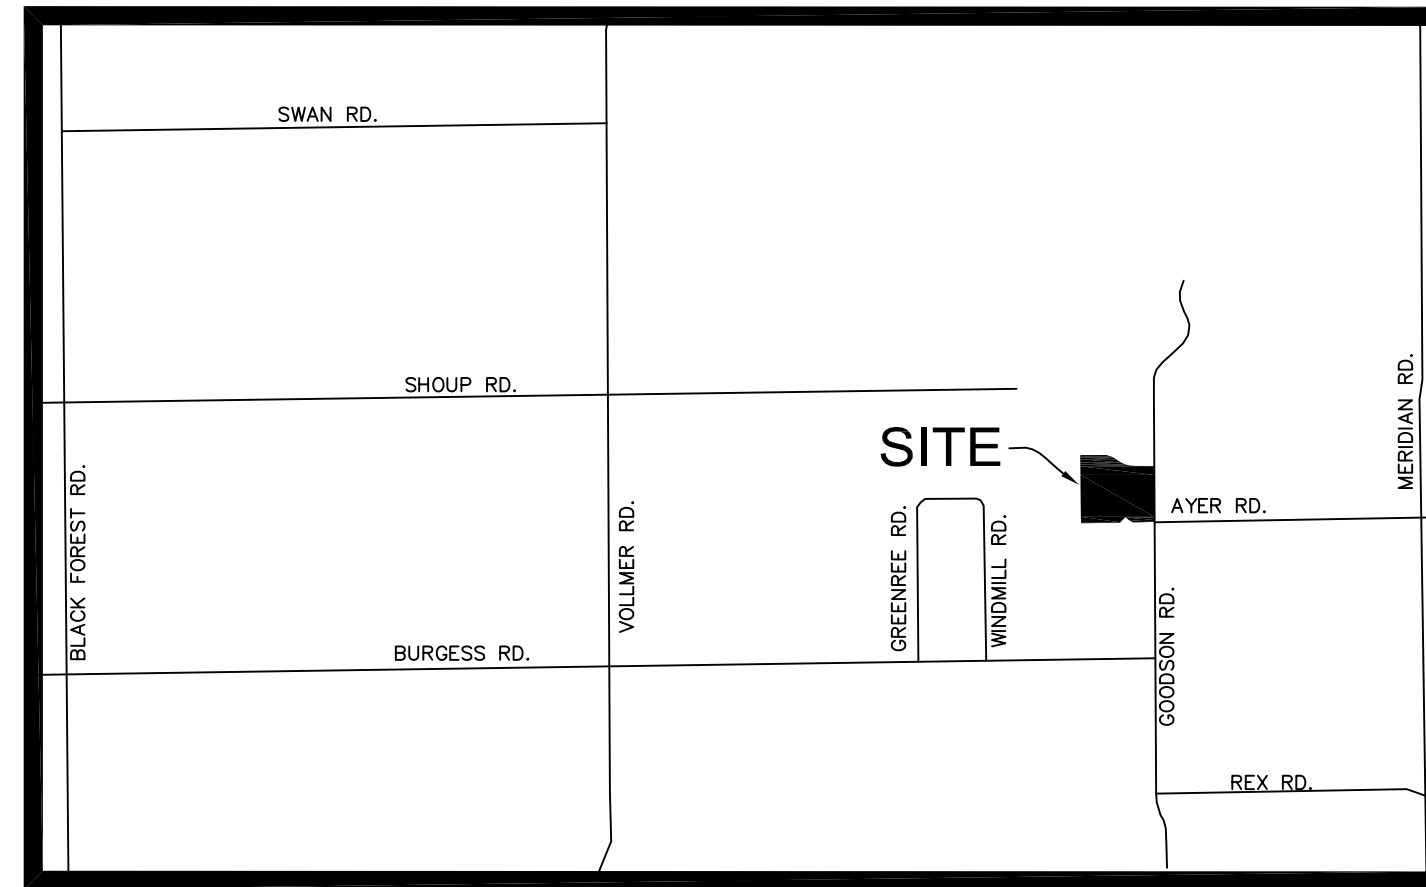 SWAN RD.
SHOUP RD.
SITE
MERIDIAN RD.
BLACK FOREST RD.
VOLLMER RD.
GREENREE RD.
WINDMILL RD.
AYER RD.
BURGESS RD.
GOODSON RD.
REX RD.